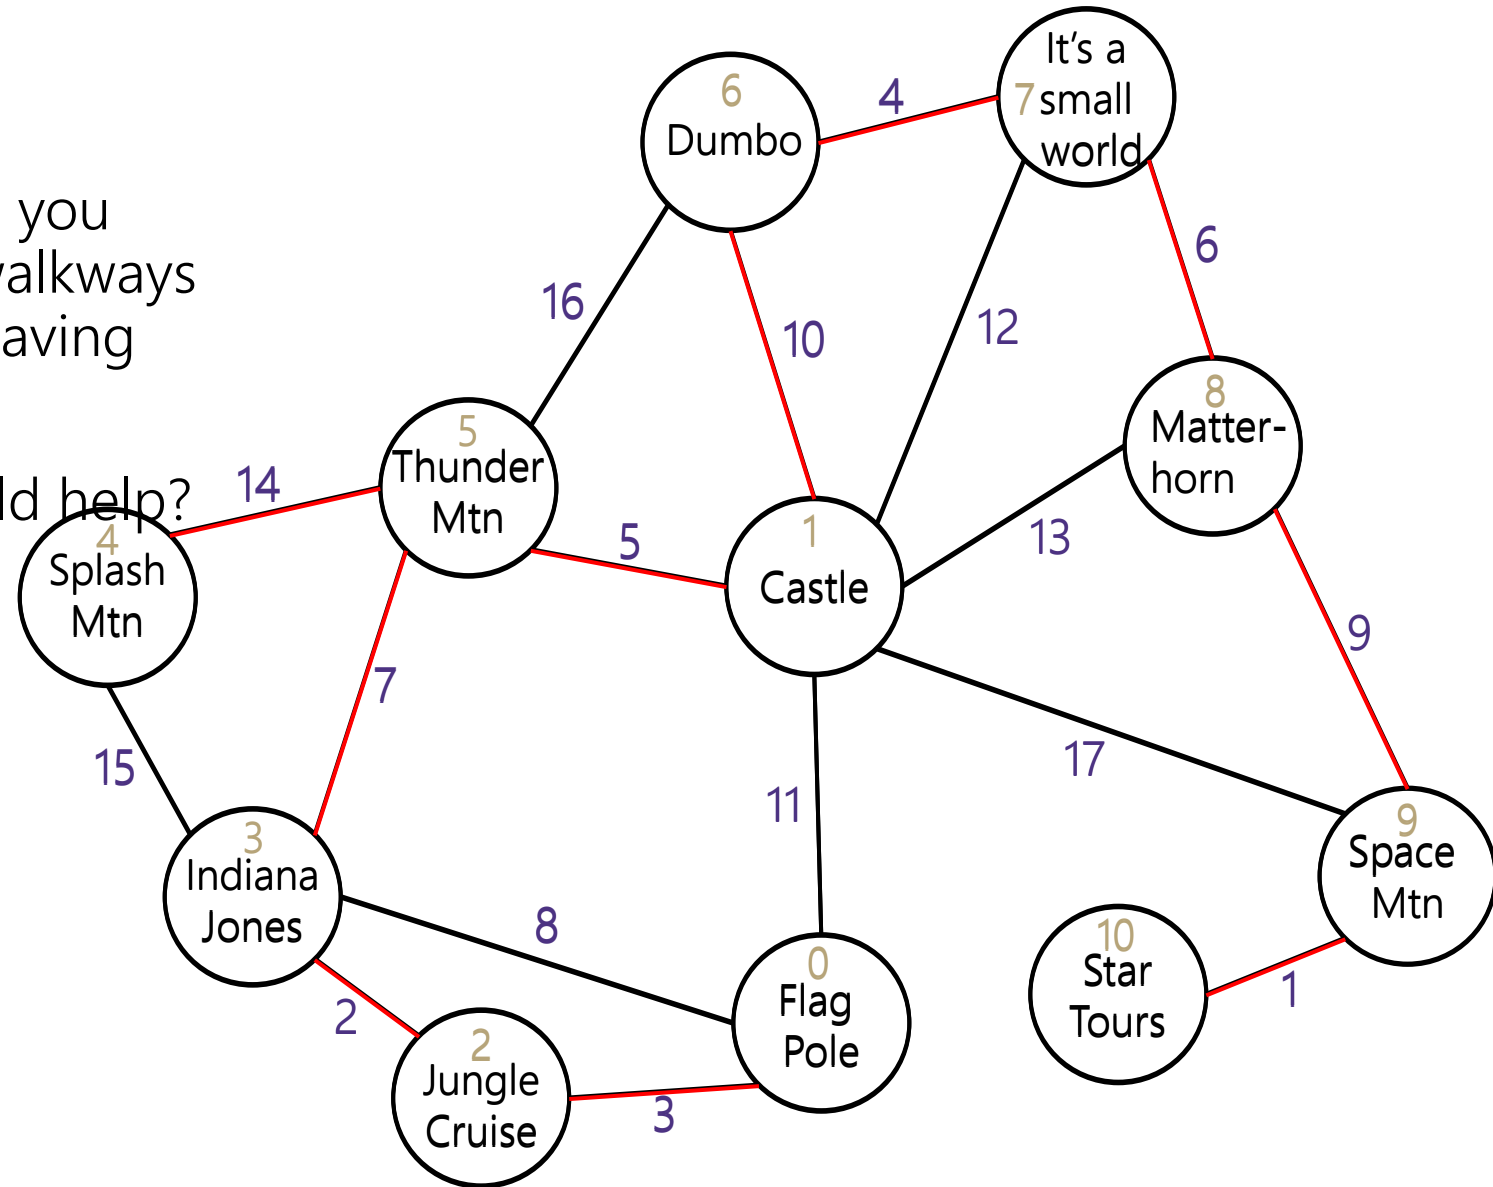 It's a
7 small
world
6
Dumbo
4
you
walkways
aving
6
16
10
12
8
Matter-
horn
5
Thunder
Mtn
14
ld help?
4
Splash
Mtn
1
Castle
5
13
9
7
15
11
17
3
Indiana
Jones
9
Space
Mtn
8
0
Flag
Pole
10
Star
Tours
1
2
2
Jungle
Cruise
3